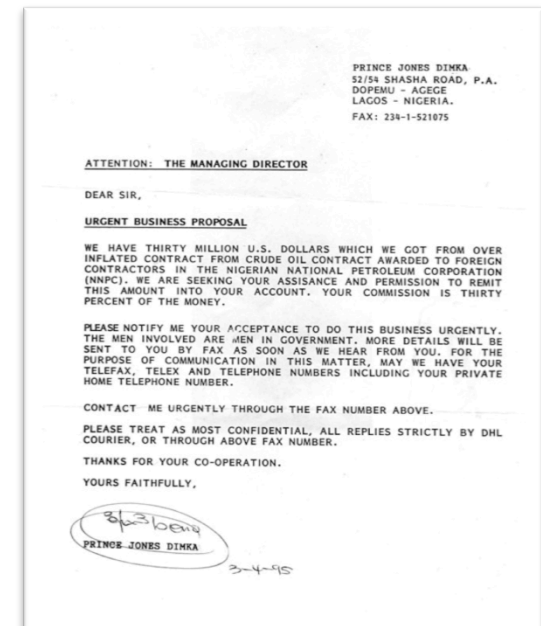 PRINCE JONES DIMKA
52/54 SHASHA ROAD, P.A.
DOPEMU - AGEGE
LAGOS - NIGERIA.
FAX: 234-1-521075
ATTENTION: THE MANAGING DIRECTOR
DEAR SIR,
URGENT BUSINESS PROPOSAL
WE HAVE THIRTY MILLION U.S. DOLLARS WHICH WE GOT FROM OVER
INFLATED CONTRACT FROM CRUDE OIL CONTRACT AWARDED TO FOREIGN
CONTRACTORS IN THE NIGERIAN NATIONAL PETROLEUM CORPORATION
(NNPC). WE ARE SEEKING YOUR ASSISANCE AND PERMISSION TO REMIT
THIS AMOUNT INTO YOUR ACCOUNT. YOUR COMMISSION IS THIRTY
PERCENT OF THE MONEY.
PLEASE NOTIFY ME YOUR ACCEPTANCE TO DO THIS BUSINESS URGENTLY.
THE MEN INVOLVED ARE MEN IN GOVERNMENT. MORE DETAILS WILL BE
SENT TO YOU BY FAX AS SOON AS WE HEAR FROM YOU. FOR THE
PURPOSE OF COMMUNICATION IN THIS MATTER, MAY WE HAVE YOUR
TELEFAX, TELEX AND TELEPHONE NUMBERS INCLUDING YOUR PRIVATE
HOME TELEPHONE NUMBER.
CONTACT ME URGENTLY THROUGH THE FAX NUMBER ABOVE.
PLEASE TREAT AS MOST CONFIDENTIAL, ALL REPLIES STRICTLY BY DHL
COURIER, OR THROUGH ABOVE FAX NUMBER.
THANKS FOR YOUR CO-OPERATION.
YOURS FAITHFULLY,
PRINCE JONES DIMKA
3-4-95